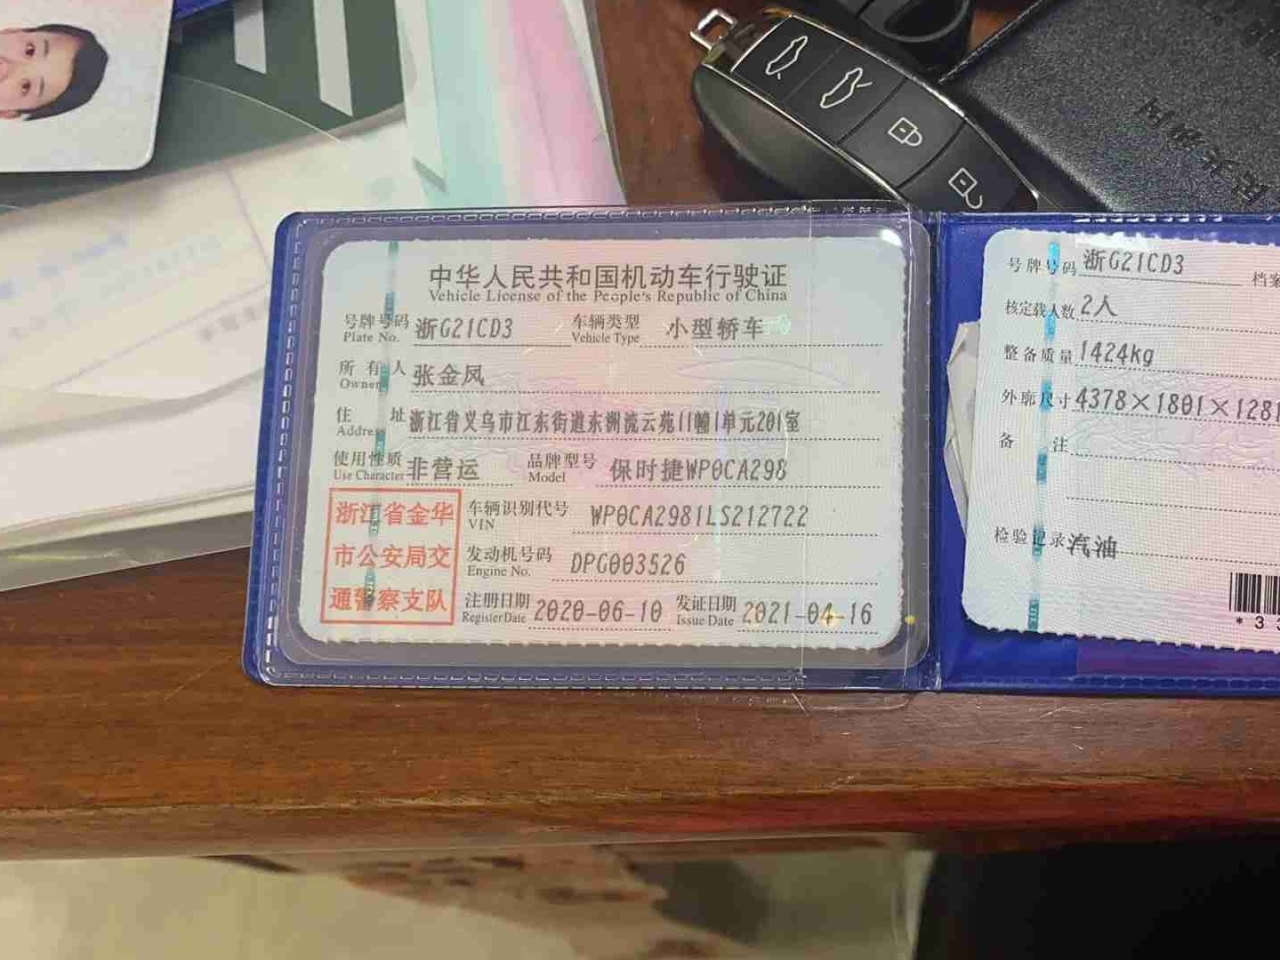 中华人民共和国机动车行驶证
Vehicle License of the People's Republic of China
号牌号码 浙G21CD3 车辆类型 小型轿车
Plate No. Vehicle Type
所有人 张金凤
Owner
住址 浙江省义乌市江东街道东洲流云苑11幢1单元201室
Address
使用性质 非营运 品牌型号 保时捷WP0CA298
Use Character Model
浙江省金华
市公安局交
通警察支队
车辆识别代号 WP0CA2981LS212722
VIN
发动机号码 DPG003526
Engine No.
注册日期 2020-06-10 发证日期 2021-04-16
Register Date Issue Date
号牌号码 浙G21CD3 档案
核定载人数 2人
整备质量 1424kg
外廓尺寸 4378×1801×1281
备注
检验记录 汽油
* 3